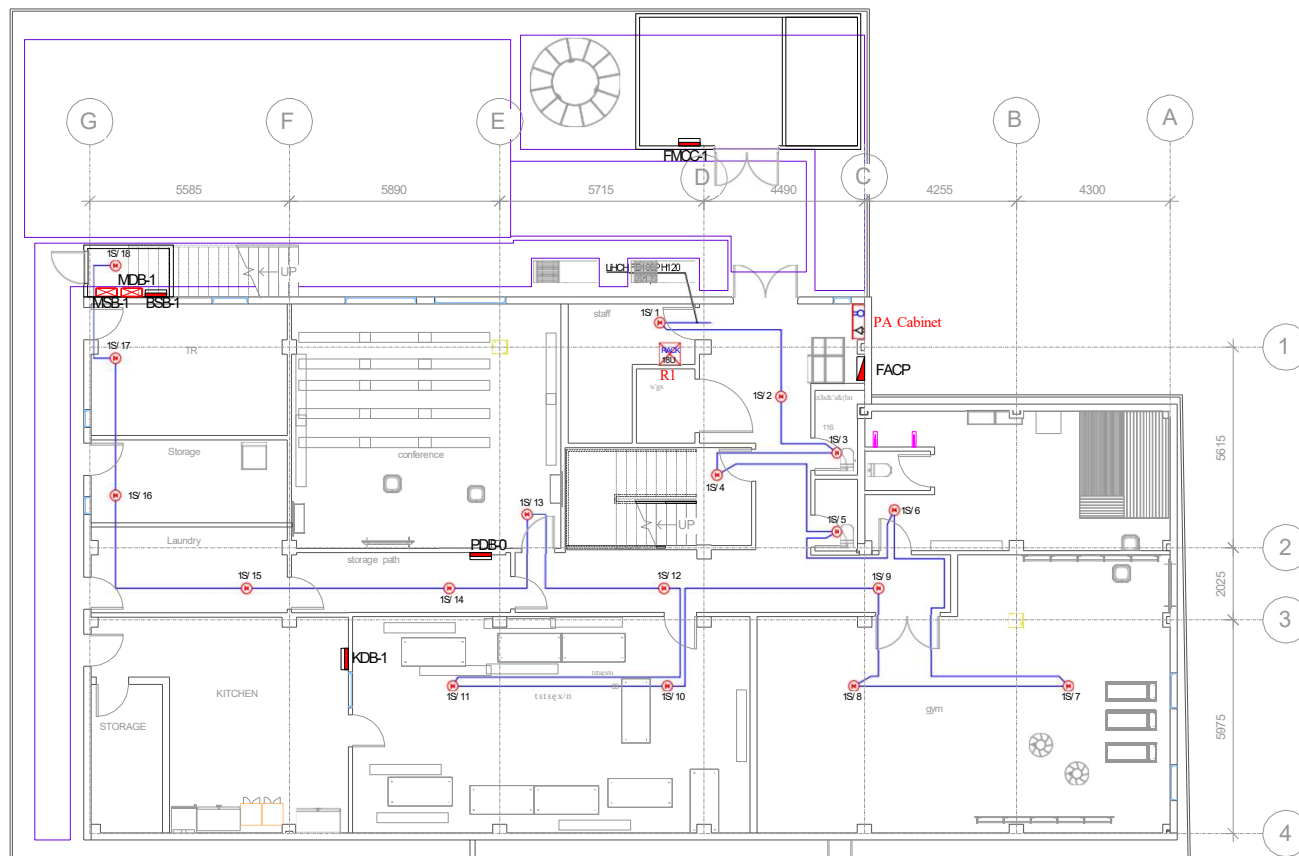 G
F
E
D
C
B
A
5585
5890
5715
4490
4255
4300
FMCC-1
1S/ 18
MDB-1
MSB-1
BSB-1
UP
1S/ 1
staff
PA Cabinet
FACP
1
1S/ 17
TR
RACK
18U
R1
1S/ 2
116
1S/ 3
1S/ 4
5615
Storage
conference
1S/ 16
1S/ 13
UP
1S/ 5
1S/ 6
Laundry
PDB-0
storage path
2
1S/ 15
1S/ 14
1S/ 12
1S/ 9
2025
3
KDB-1
KITCHEN
STORAGE
1S/ 11
1S/ 10
1S/ 8
1S/ 7
gym
5975
4